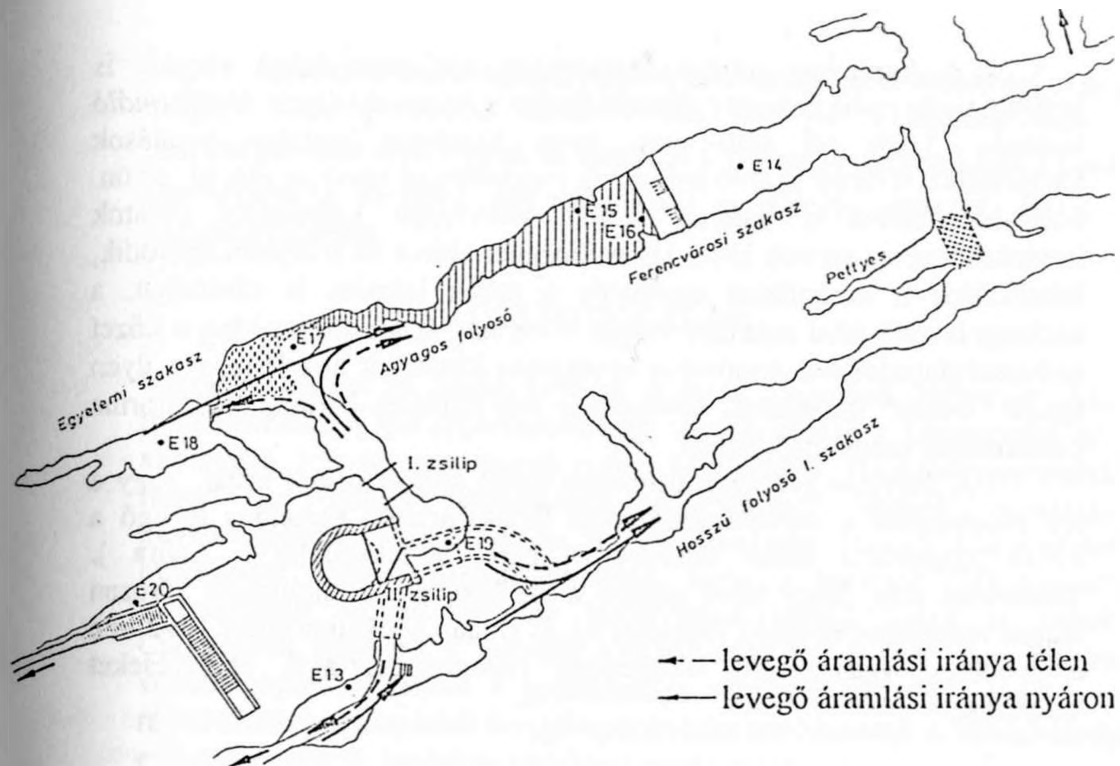 E14
E15
E16
Ferencvárosi szakasz
Pettyes
E17
Agyagos folyosó
Egyetemi szakasz
E18
I. zsilip
Hosszú folyosó I. szakasz
E19
II. zsilip
E20
E13
levegő áramlási iránya télen
levegő áramlási iránya nyáron